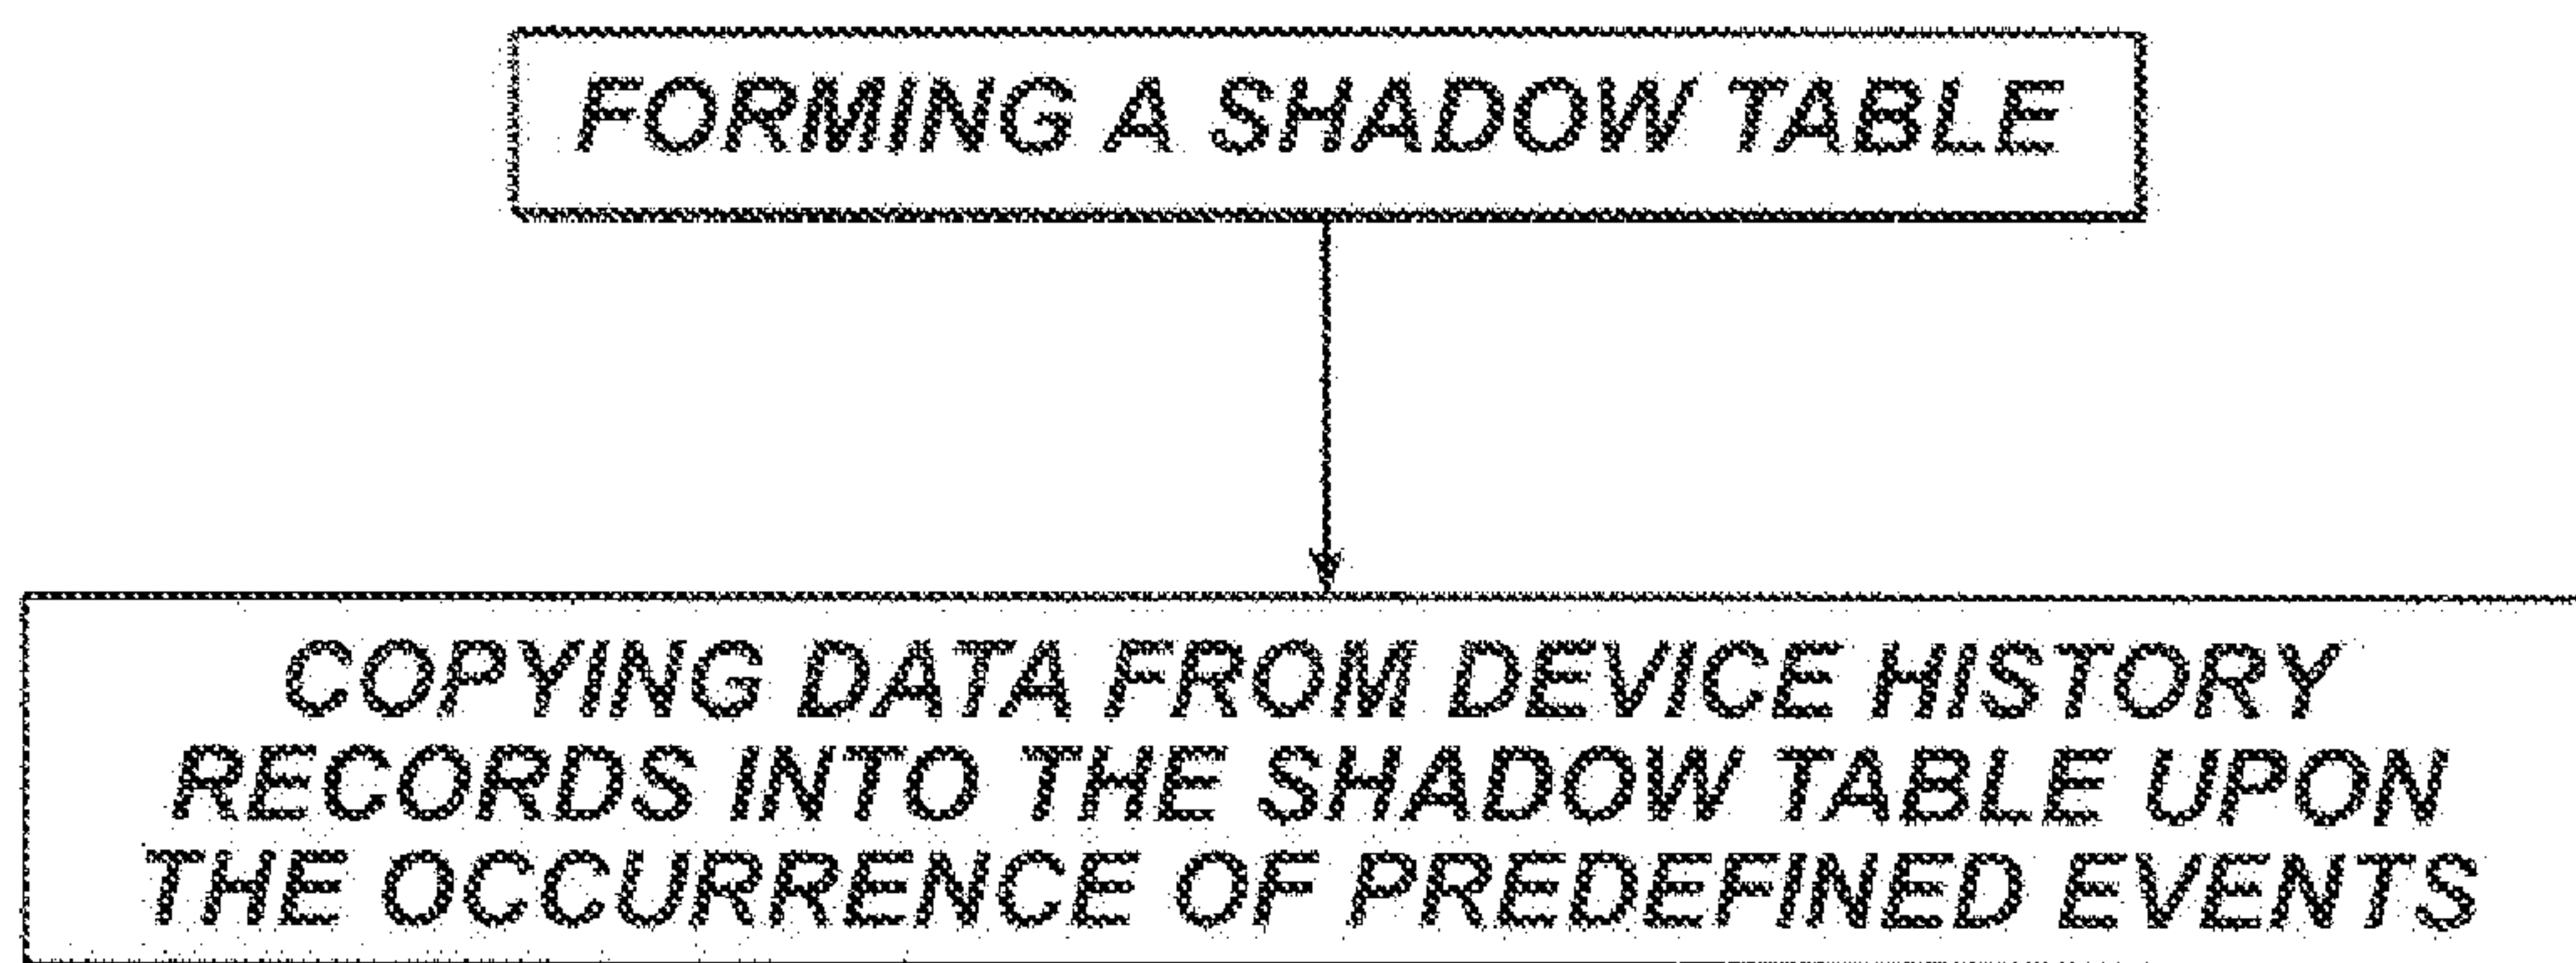 FORMING A SHADOW TABLE
COPYING DATA FROM DEVICE HISTORY
RECORDS INTO THE SHADOW TABLE UPON
THE OCCURRENCE OF PREDEFINED EVENTS